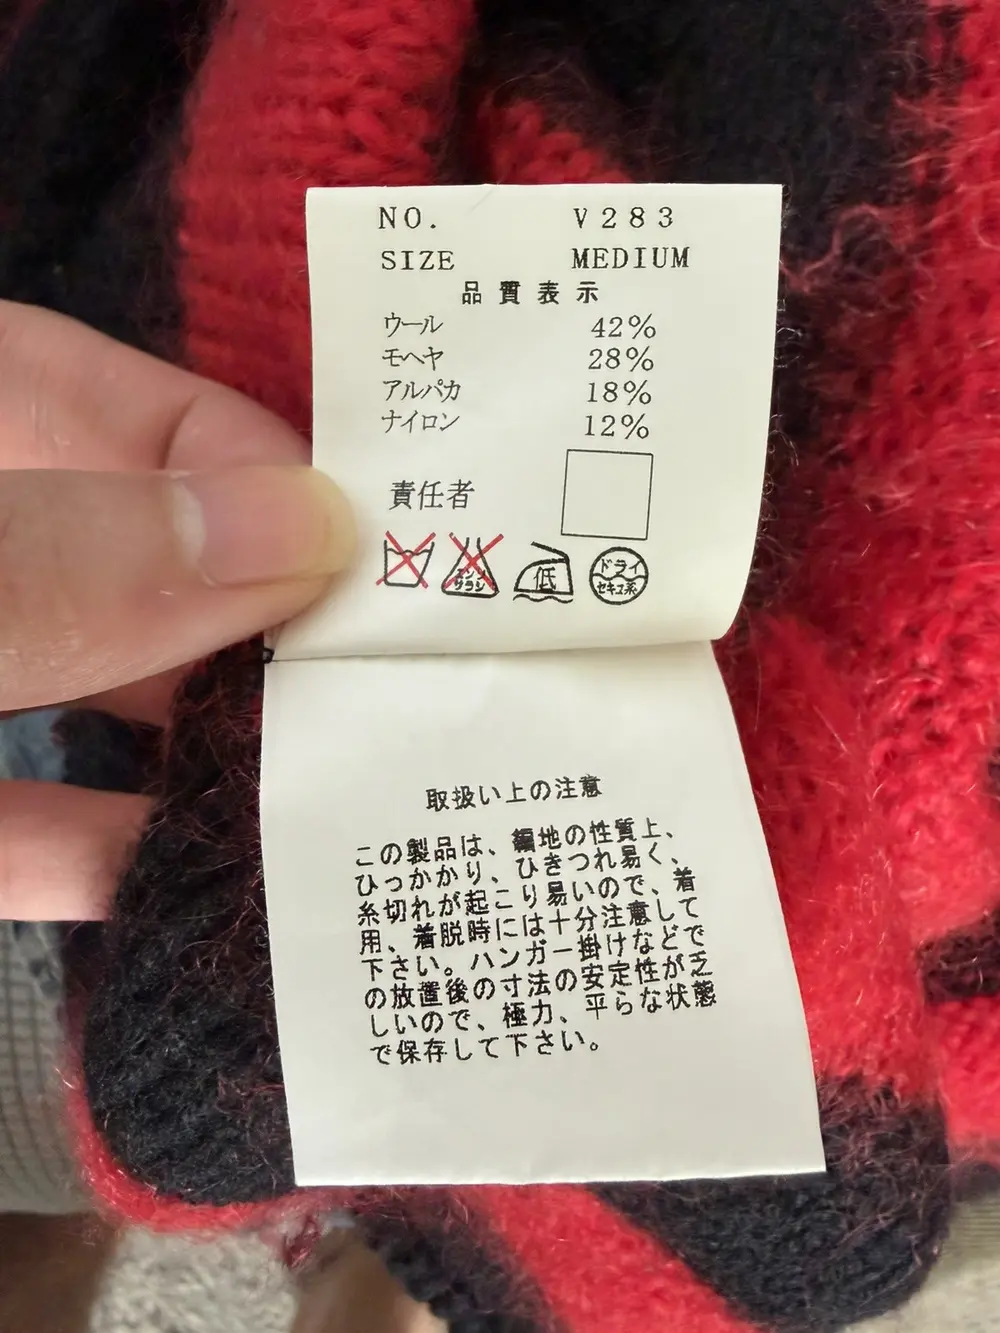 NO. V283
SIZE MEDIUM
品質表示
ウール 42%
モヘヤ 28%
アルパカ 18%
ナイロン 12%
責任者
エンソ
サラシ
低
ドライ
セキユ系
取扱い上の注意
この製品は、編地の性質上、
ひっかかり、ひきつれ易く、
糸切れが起こり易いので、着
用、着脱時には十分注意して
下さい。ハンガー掛けなどで
の放置後の寸法の安定性が乏
しいので、極力、平らな状態
で保存して下さい。